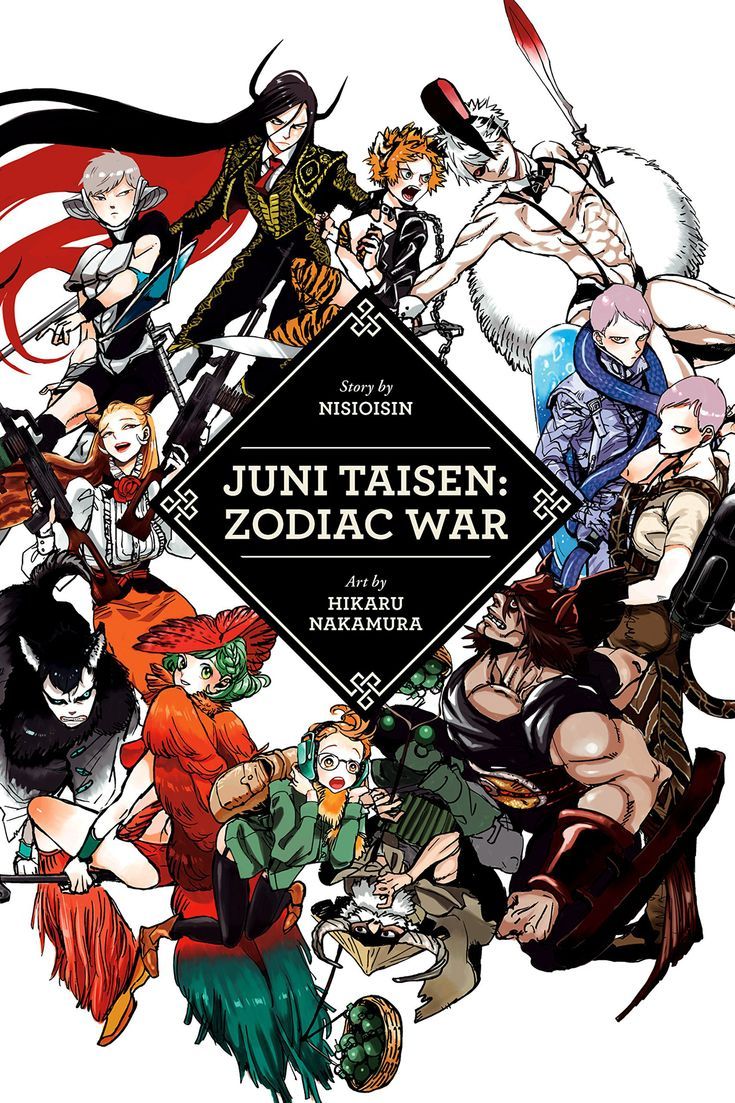 Story by
NISIOISIN
JUNI TAISEN:
ZODIAC WAR
Art by
HIKARU
NAKAMURA